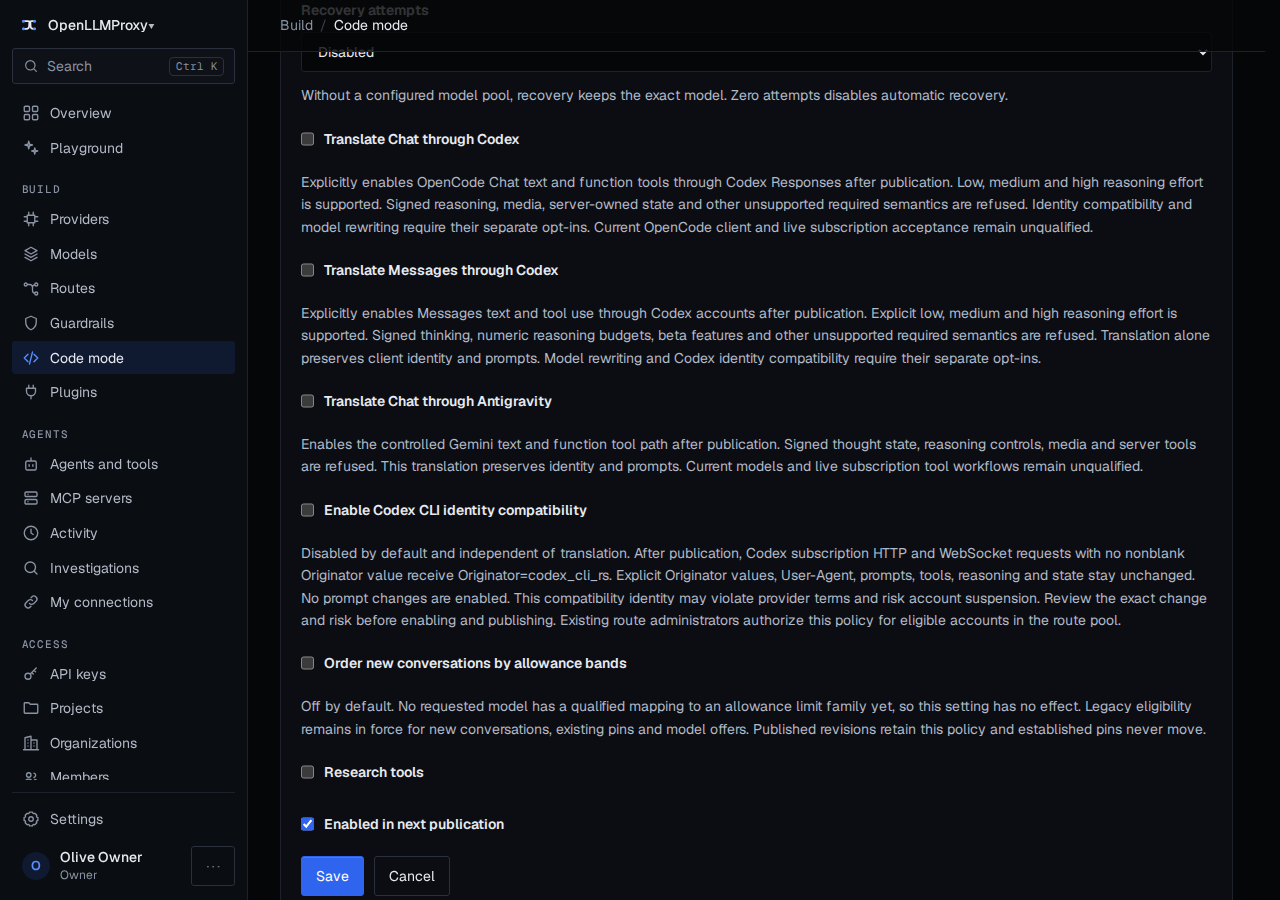 OpenLLMProxy
Search
Ctrl K
Overview
Playground
BUILD
Providers
Models
Routes
Guardrails
Code mode
Plugins
AGENTS
Agents and tools
MCP servers
Activity
Investigations
My connections
ACCESS
API keys
Projects
Organizations
Members
Settings
O
Olive Owner
Owner
...
Recovery attempts
Build / Code mode
Disabled
Without a configured model pool, recovery keeps the exact model. Zero attempts disables automatic recovery.
Translate Chat through Codex
Explicitly enables OpenCode Chat text and function tools through Codex Responses after publication. Low, medium and high reasoning effort
is supported. Signed reasoning, media, server-owned state and other unsupported required semantics are refused. Identity compatibility and
model rewriting require their separate opt-ins. Current OpenCode client and live subscription acceptance remain unqualified.
Translate Messages through Codex
Explicitly enables Messages text and tool use through Codex accounts after publication. Explicit low, medium and high reasoning effort is
supported. Signed thinking, numeric reasoning budgets, beta features and other unsupported required semantics are refused. Translation alone
preserves client identity and prompts. Model rewriting and Codex identity compatibility require their separate opt-ins.
Translate Chat through Antigravity
Enables the controlled Gemini text and function tool path after publication. Signed thought state, reasoning controls, media and server tools
are refused. This translation preserves identity and prompts. Current models and live subscription tool workflows remain unqualified.
Enable Codex CLI identity compatibility
Disabled by default and independent of translation. After publication, Codex subscription HTTP and WebSocket requests with no nonblank
Originator value receive Originator=codex_cli_rs. Explicit Originator values, User-Agent, prompts, tools, reasoning and state stay unchanged.
No prompt changes are enabled. This compatibility identity may violate provider terms and risk account suspension. Review the exact change
and risk before enabling and publishing. Existing route administrators authorize this policy for eligible accounts in the route pool.
Order new conversations by allowance bands
Off by default. No requested model has a qualified mapping to an allowance limit family yet, so this setting has no effect. Legacy eligibility
remains in force for new conversations, existing pins and model offers. Published revisions retain this policy and established pins never move.
Research tools
Enabled in next publication
Save
Cancel